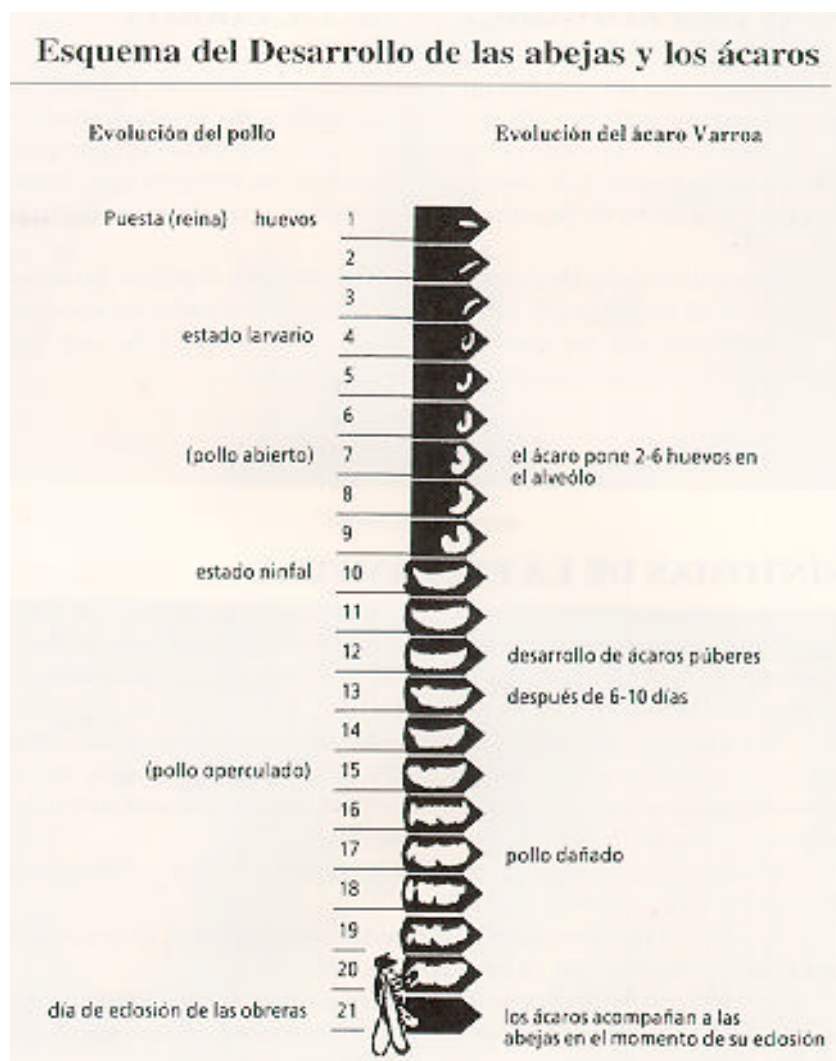 Esquema del Desarrollo de las abejas y los ácaros
Evolución del pollo
Evolución del ácaro Varroa
Puesta (reina) huevos 1
2
3
estado larvario 4
5
6
(pollo abierto) 7 el ácaro pone 2-6 huevos en
el alveólo
8
9
estado ninfal 10
11
12 desarrollo de ácaros púberes
13 después de 6-10 días
14
(pollo operculado) 15
16
17 pollo dañado
18
19
20
día de eclosión de las obreras 21 los ácaros acompañan a las
abejas en el momento de su eclosión